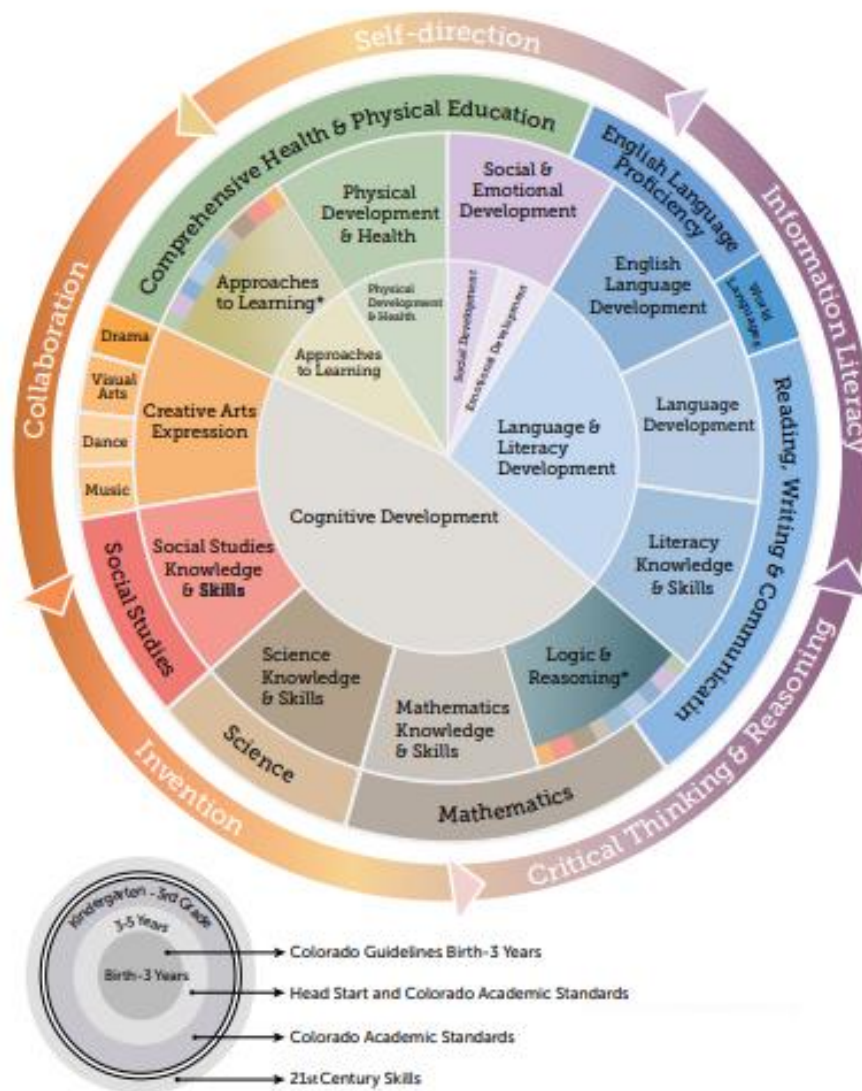 Self-direction
Information Literacy
Critical Thinking & Reasoning
Invention
Collaboration
Comprehensive Health & Physical Education
English Language
Proficiency
World
Languages
Reading, Writing & Communicatin
Mathematics
Science
Social Studies
Music
Dance
Visual
Arts
Drama
Physical
Development
& Health
Social &
Emotional
Development
English
Language
Development
Language
Development
Literacy
Knowledge
& Skills
Logic &
Reasoning*
Mathematics
Knowledge
& Skills
Science
Knowledge
& Skills
Social Studies
Knowledge
& Skills
Creative Arts
Expression
Approaches
to Learning*
Physical
Development
& Health
Social Development
Emotional Development
Language &
Literacy
Development
Cognitive Development
Approaches
to Learning
Kindergarten - 3rd Grade
3-5 Years
Birth-3 Years
Colorado Guidelines Birth-3 Years
Head Start and Colorado Academic Standards
Colorado Academic Standards
21st Century Skills